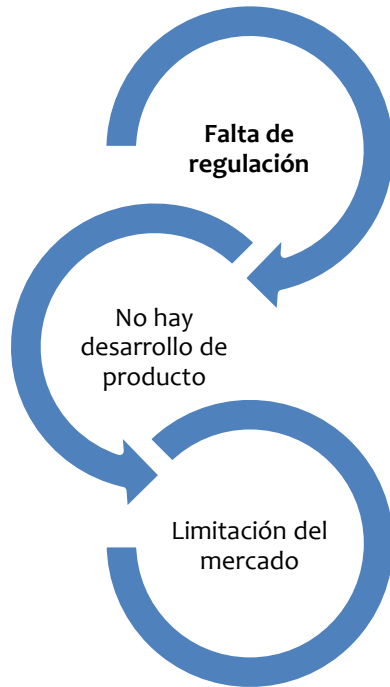 Falta de
regulación
No hay
desarrollo de
producto
Limitación del
mercado